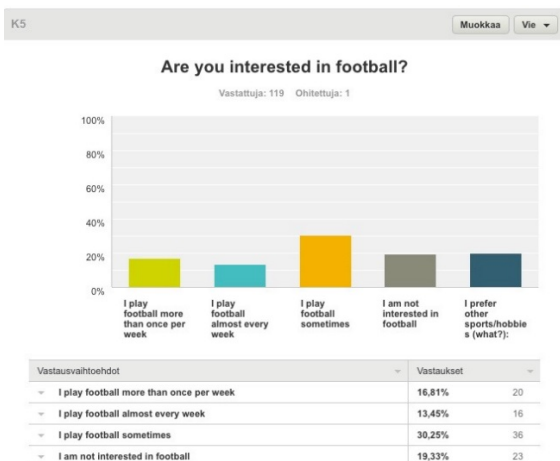 K5
Muokkaa
Vie
Are you interested in football?
Vastattuja: 119 Ohitettuja: 1
100%
80%
60%
40%
20%
0%
I play
football more
than once per
week
I play
football
almost every
week
I play
football
sometimes
I am not
interested in
football
I prefer
other
sports/hobbie
s (what?):
Vastausvaihtoehdot Vastaukset
I play football more than once per week 16,81% 20
I play football almost every week 13,45% 16
I play football sometimes 30,25% 36
I am not interested in football 19,33% 23